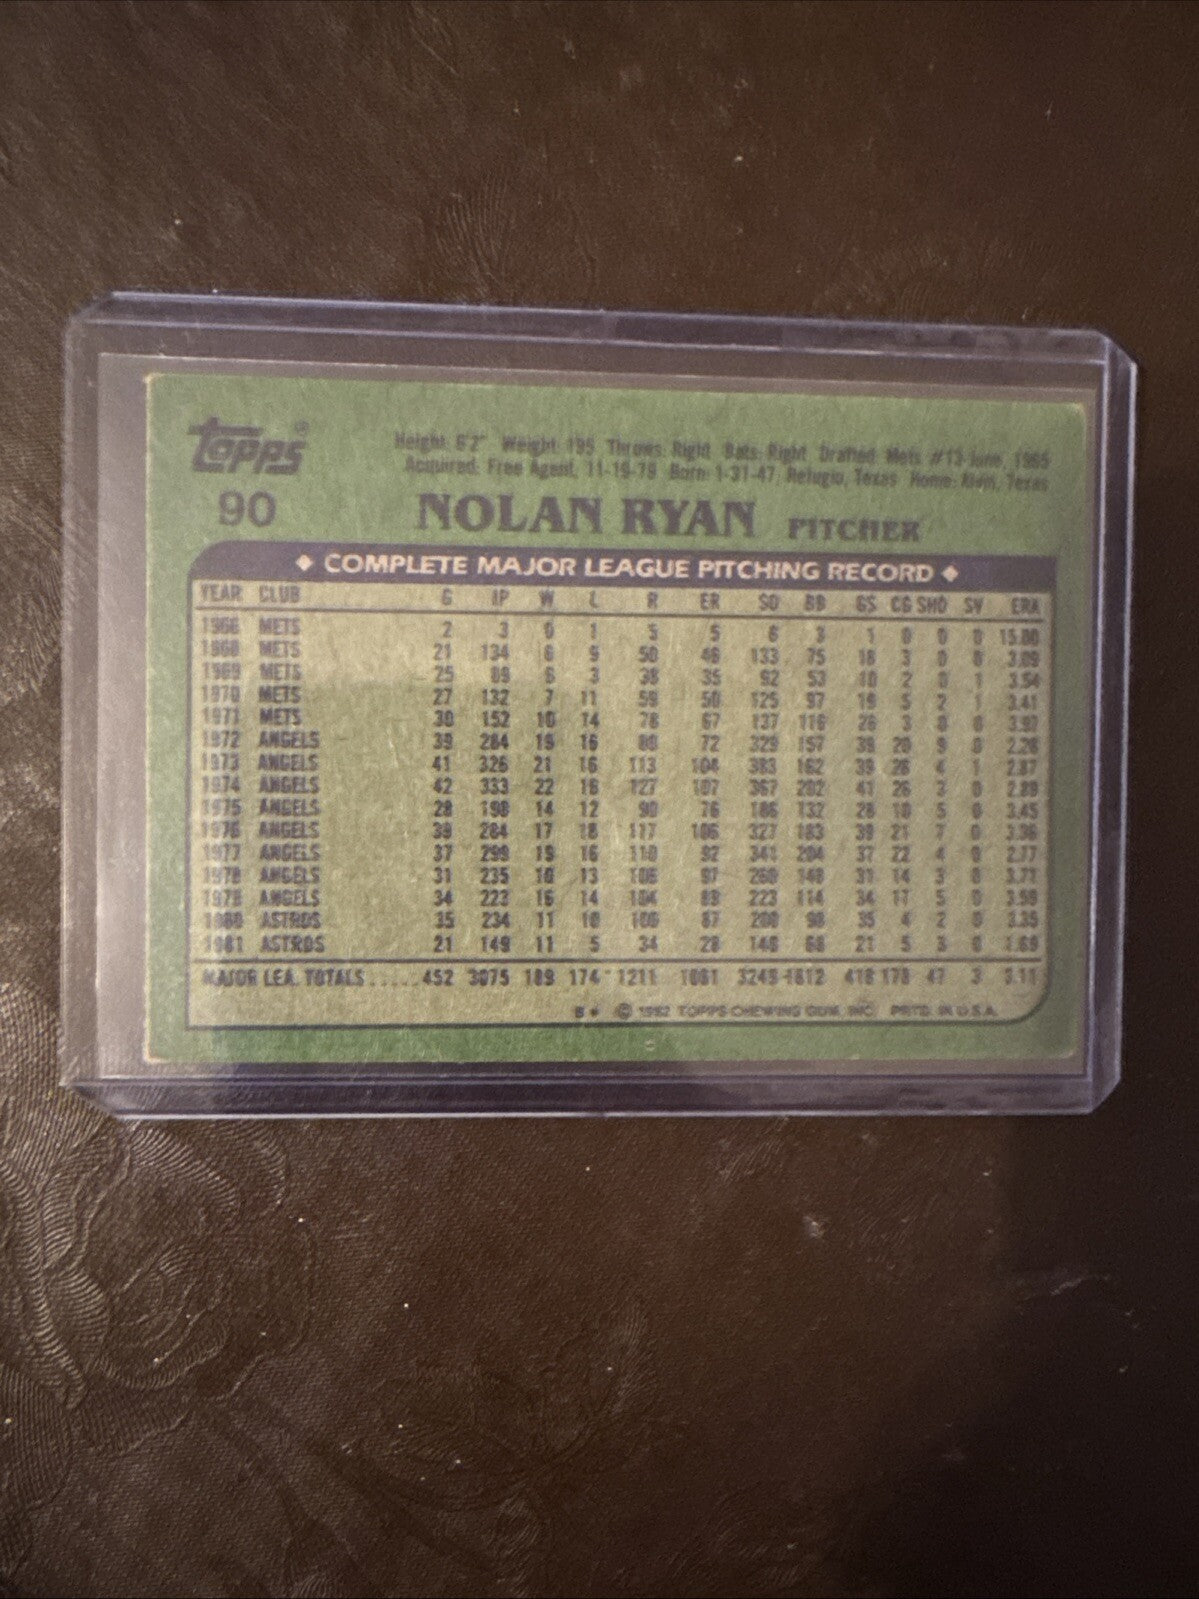 topps®
Height: 6'2" Weight: 195 Throws: Right Bats: Right Drafted: Mets #13-June, 1965
Acquired: Free Agent, 11-19-79 Born: 1-31-47, Refugio, Texas Home: Alvin, Texas
90 NOLAN RYAN PITCHER
◆ COMPLETE MAJOR LEAGUE PITCHING RECORD ◆
YEAR CLUB G IP W L R ER SO BB GS CG SHO SV ERA
1966 METS 2 3 0 1 5 5 6 3 1 0 0 0 15.00
1968 METS 21 134 6 9 50 46 133 75 18 3 0 0 3.09
1969 METS 25 89 6 3 38 35 92 53 10 2 0 1 3.54
1970 METS 27 132 7 11 59 50 125 97 19 5 2 1 3.41
1971 METS 30 152 10 14 78 67 137 116 26 3 0 0 3.97
1972 ANGELS 39 284 19 16 80 72 329 157 39 20 9 0 2.28
1973 ANGELS 41 326 21 16 113 104 383 162 39 26 4 1 2.87
1974 ANGELS 42 333 22 16 127 107 367 202 41 26 3 0 2.89
1975 ANGELS 28 198 14 12 90 76 186 132 28 10 5 0 3.45
1976 ANGELS 39 284 17 18 117 106 327 183 39 21 7 0 3.36
1977 ANGELS 37 299 19 16 110 92 341 204 37 22 4 0 2.77
1978 ANGELS 31 235 10 13 106 97 260 148 31 14 3 0 3.71
1979 ANGELS 34 223 16 14 104 89 223 114 34 17 5 0 3.59
1980 ASTROS 35 234 11 10 100 87 200 98 35 4 2 0 3.35
1981 ASTROS 21 149 11 5 34 28 140 68 21 5 3 0 1.69
MAJOR LEA. TOTALS.....452 3075 189 174 1211 1061 3249 1812 418 178 47 3 3.11
B* © 1982 TOPPS CHEWING GUM, INC. PRTD. IN U.S.A.